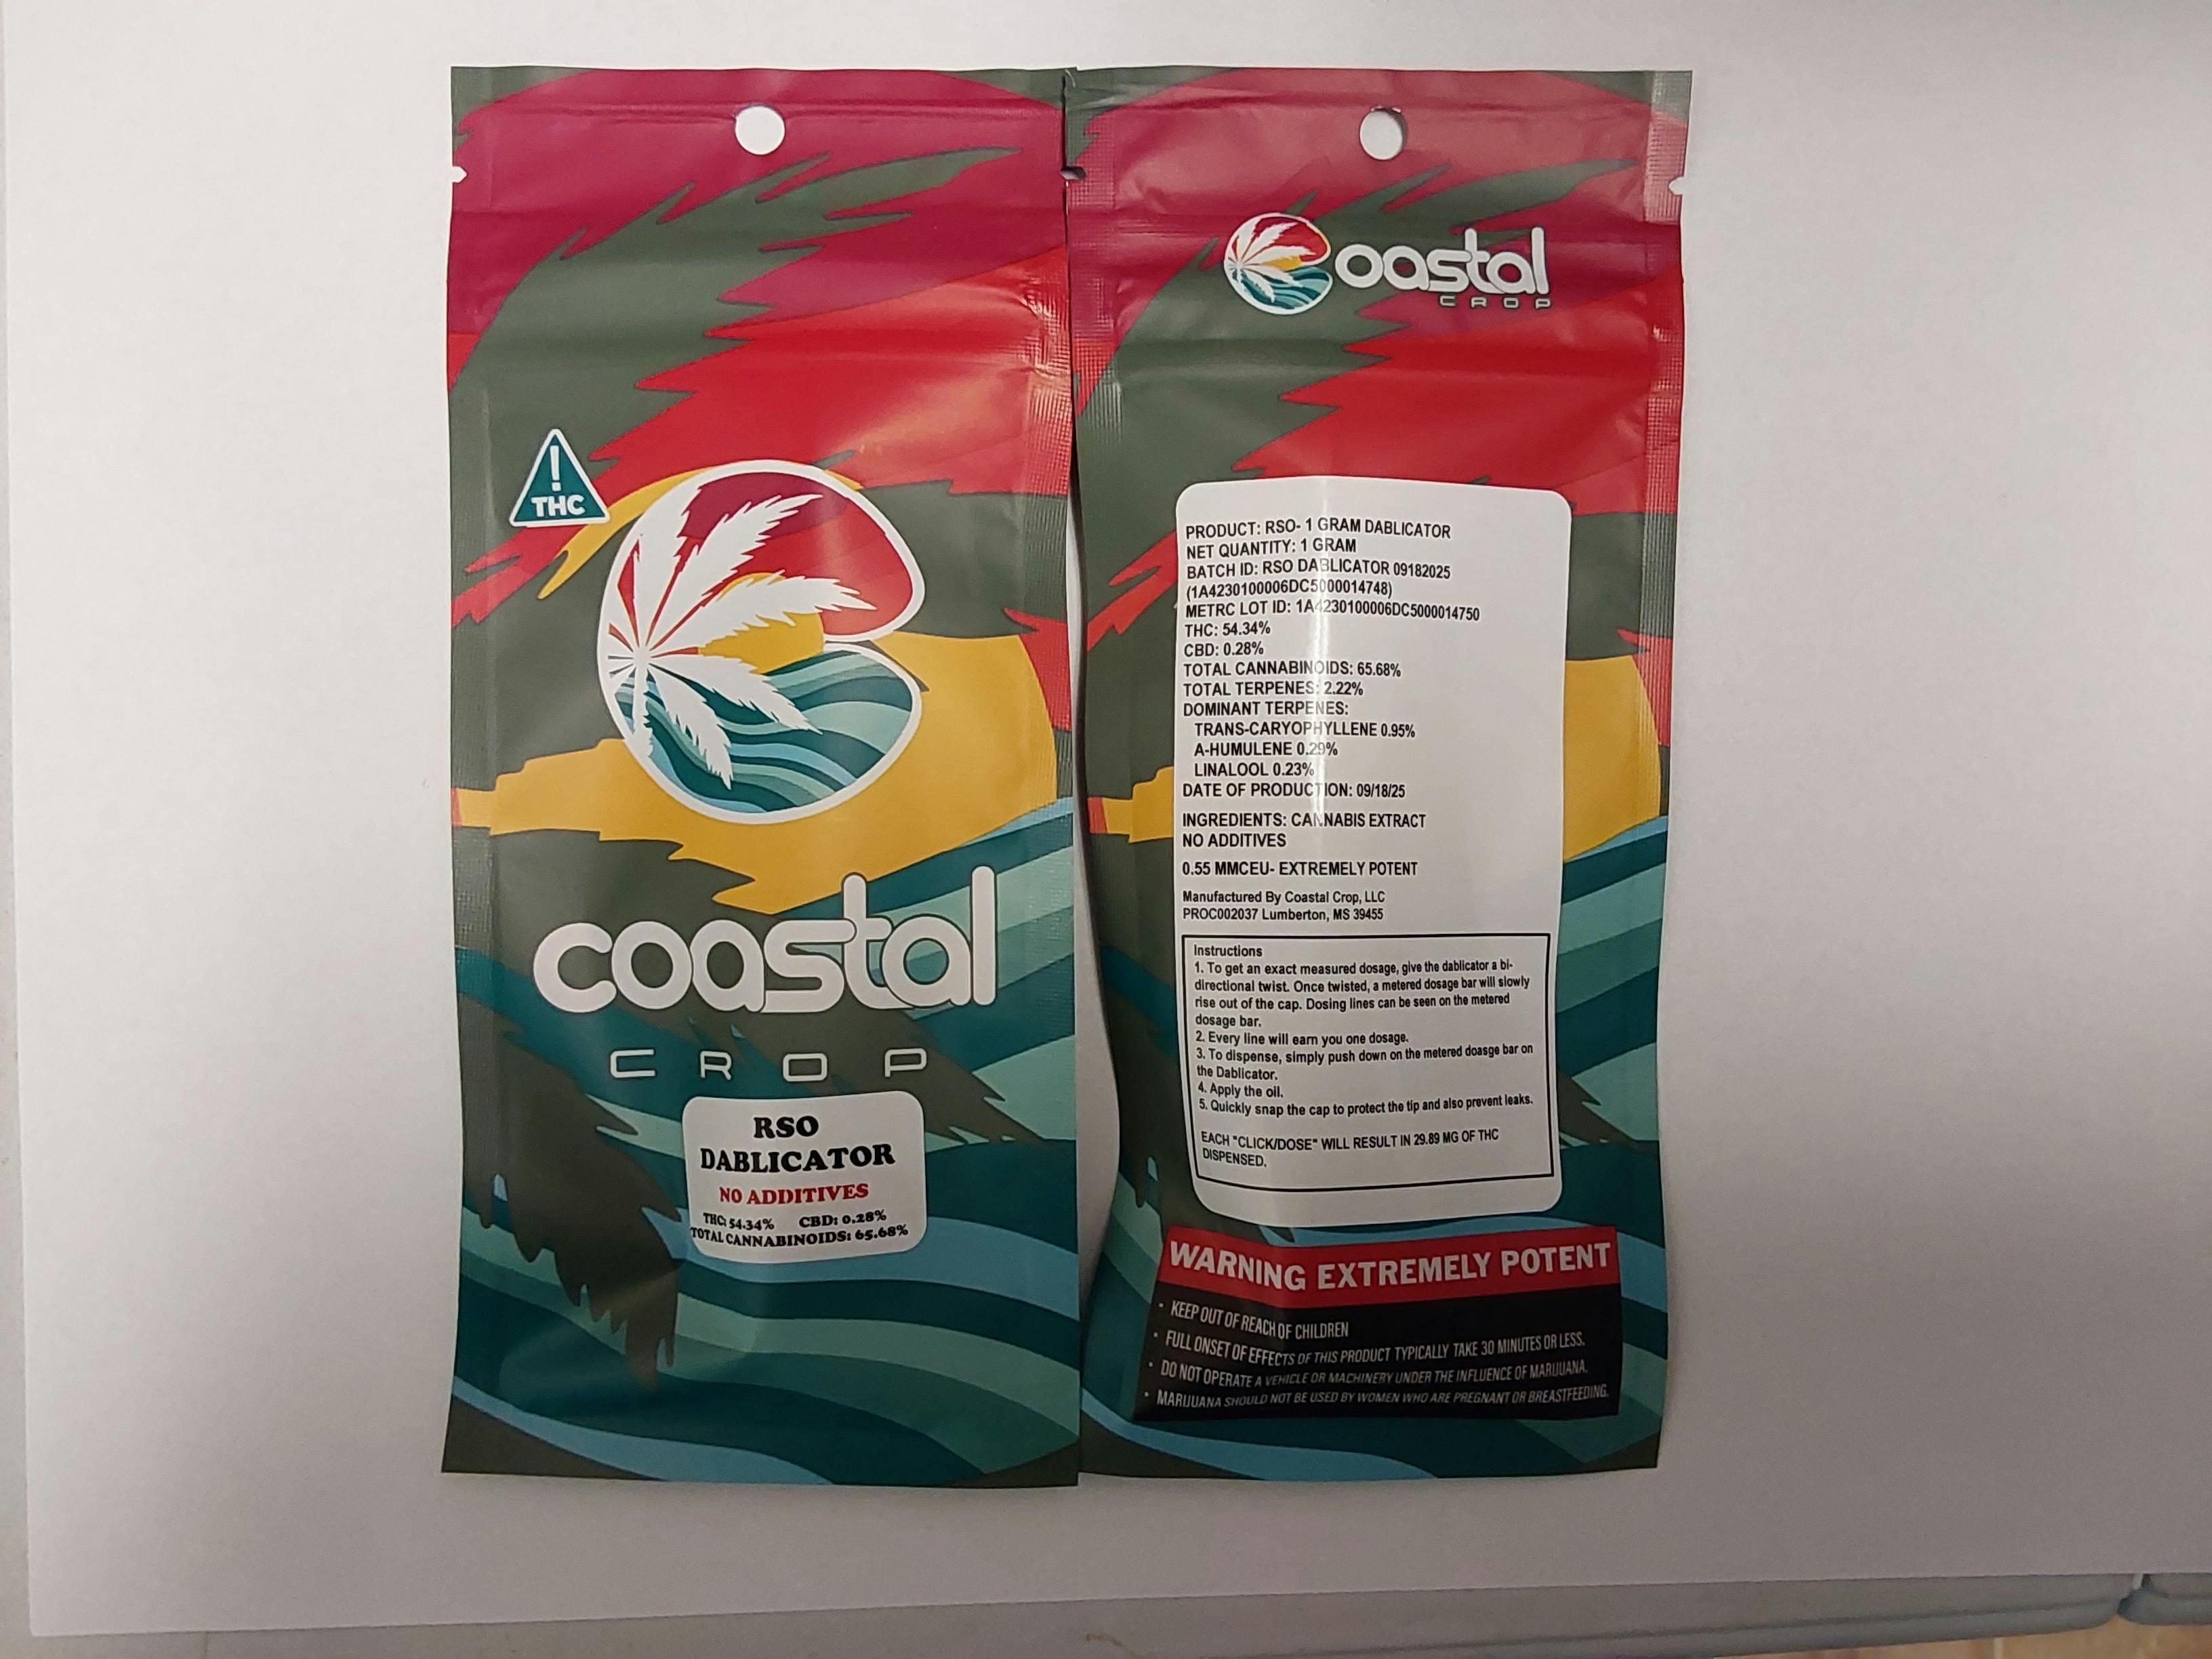 !
THC
coastal
CROP
RSO
DABLICATOR
NO ADDITIVES
THC: 54.34% CBD: 0.28%
TOTAL CANNABINOIDS: 65.68%
Coastal
CROP
PRODUCT: RSO- 1 GRAM DABLICATOR
NET QUANTITY: 1 GRAM
BATCH ID: RSO DABLICATOR 09182025
(1A4230100006DC5000014748)
METRC LOT ID: 1A4230100006DC5000014750
THC: 54.34%
CBD: 0.28%
TOTAL CANNABINOIDS: 65.68%
TOTAL TERPENES: 2.22%
DOMINANT TERPENES:
TRANS-CARYOPHYLLENE 0.95%
A-HUMULENE 0.29%
LINALOOL 0.23%
DATE OF PRODUCTION: 09/18/25
INGREDIENTS: CANNABIS EXTRACT
NO ADDITIVES
0.55 MMCEU- EXTREMELY POTENT
Manufactured By Coastal Crop, LLC
PROC002037 Lumberton, MS 39455
Instructions
1. To get an exact measured dosage, give the dablicator a bi-
directional twist. Once twisted, a metered dosage bar will slowly
rise out of the cap. Dosing lines can be seen on the metered
dosage bar.
2. Every line will earn you one dosage.
3. To dispense, simply push down on the metered doasge bar on
the Dablicator.
4. Apply the oil.
5. Quickly snap the cap to protect the tip and also prevent leaks.
EACH "CLICK/DOSE" WILL RESULT IN 29.89 MG OF THC
DISPENSED.
WARNING EXTREMELY POTENT
• KEEP OUT OF REACH OF CHILDREN
• FULL ONSET OF EFFECTS OF THIS PRODUCT TYPICALLY TAKE 30 MINUTES OR LESS.
• DO NOT OPERATE A VEHICLE OR MACHINERY UNDER THE INFLUENCE OF MARIJUANA.
• MARIJUANA SHOULD NOT BE USED BY WOMEN WHO ARE PREGNANT OR BREASTFEEDING.